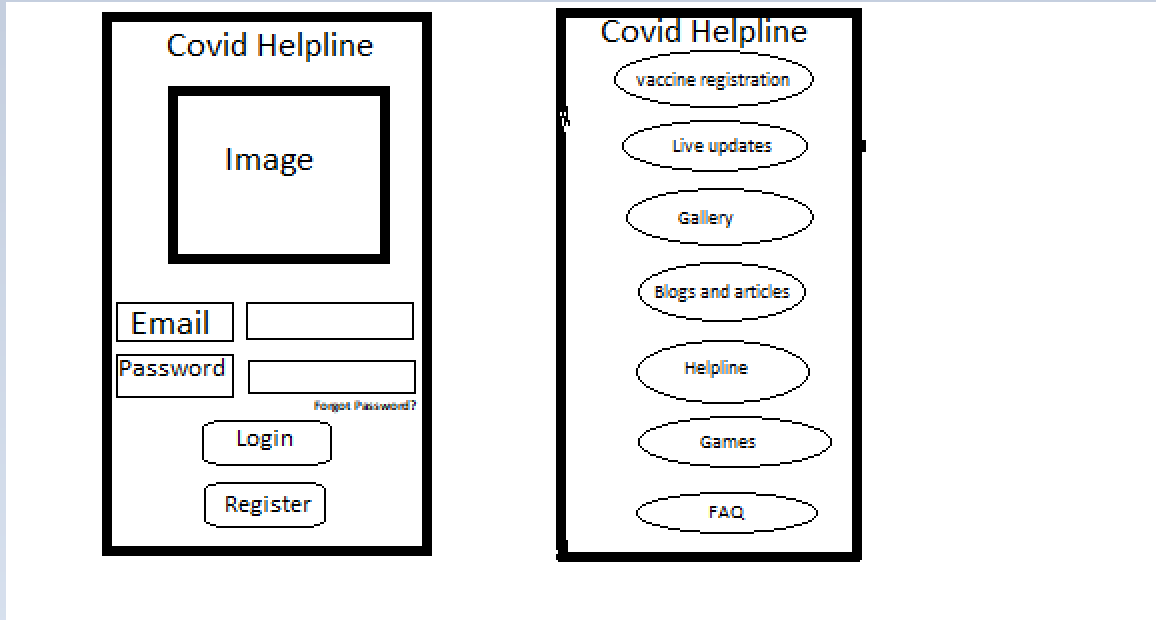 Covid Helpline
Image
Email
Password
Forgot Password?
Login
Register
Covid Helpline
vaccine registration
Live updates
Gallery
Blogs and articles
Helpline
Games
FAQ